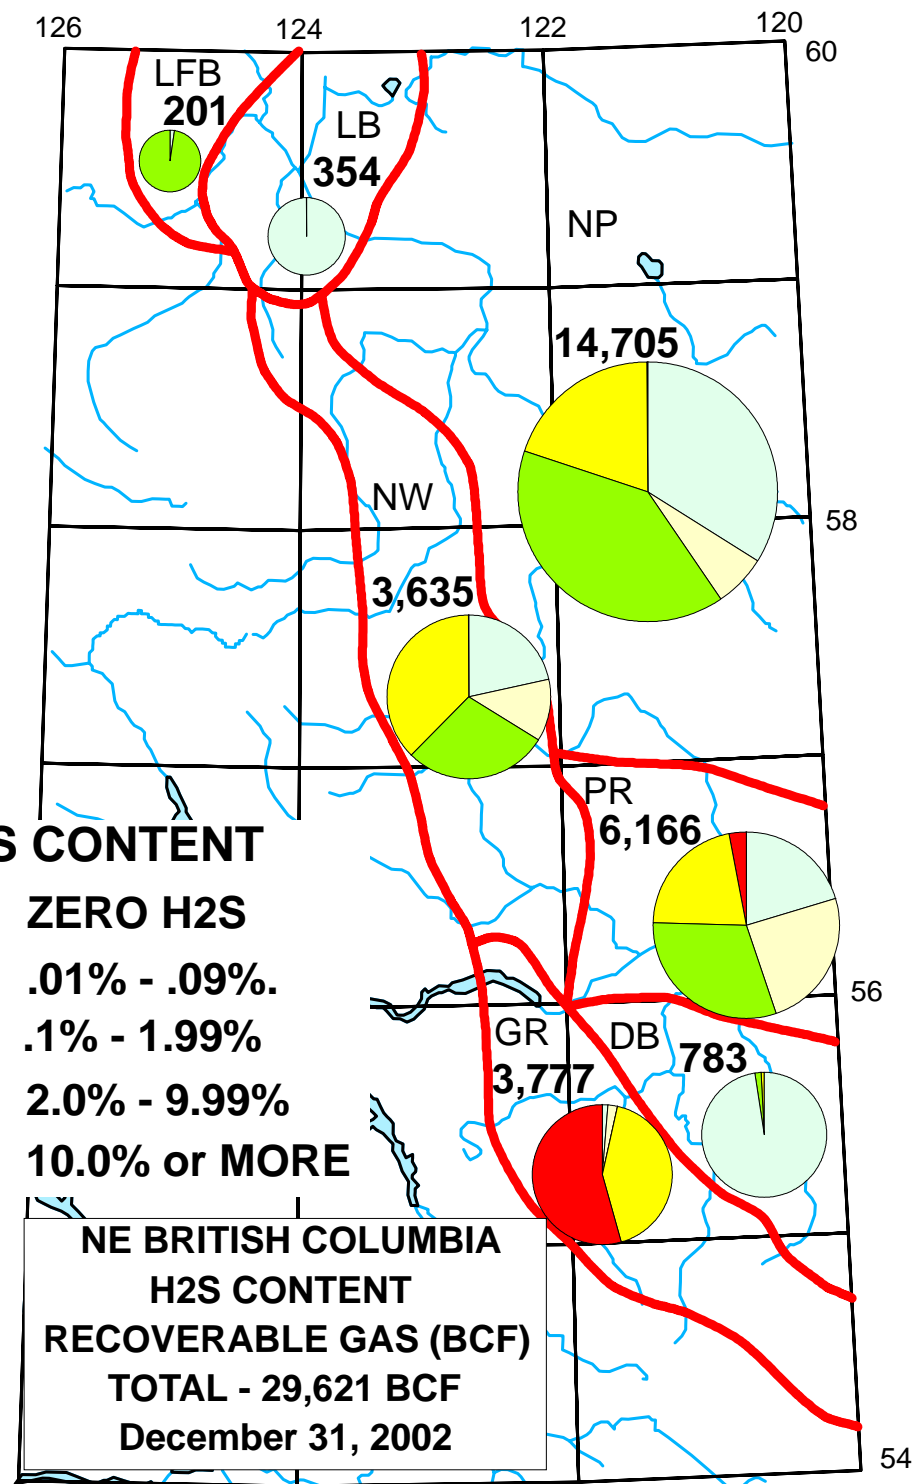 126 124 122 120
60
LFB
201
LB
354
NP
14,705
NW
58
3,635
PR
6,166
S CONTENT
ZERO H2S
.01% - .09%.
.1% - 1.99%
2.0% - 9.99%
10.0% or MORE
56
GR
3,777
DB
783
NE BRITISH COLUMBIA
H2S CONTENT
RECOVERABLE GAS (BCF)
TOTAL - 29,621 BCF
December 31, 2002
54